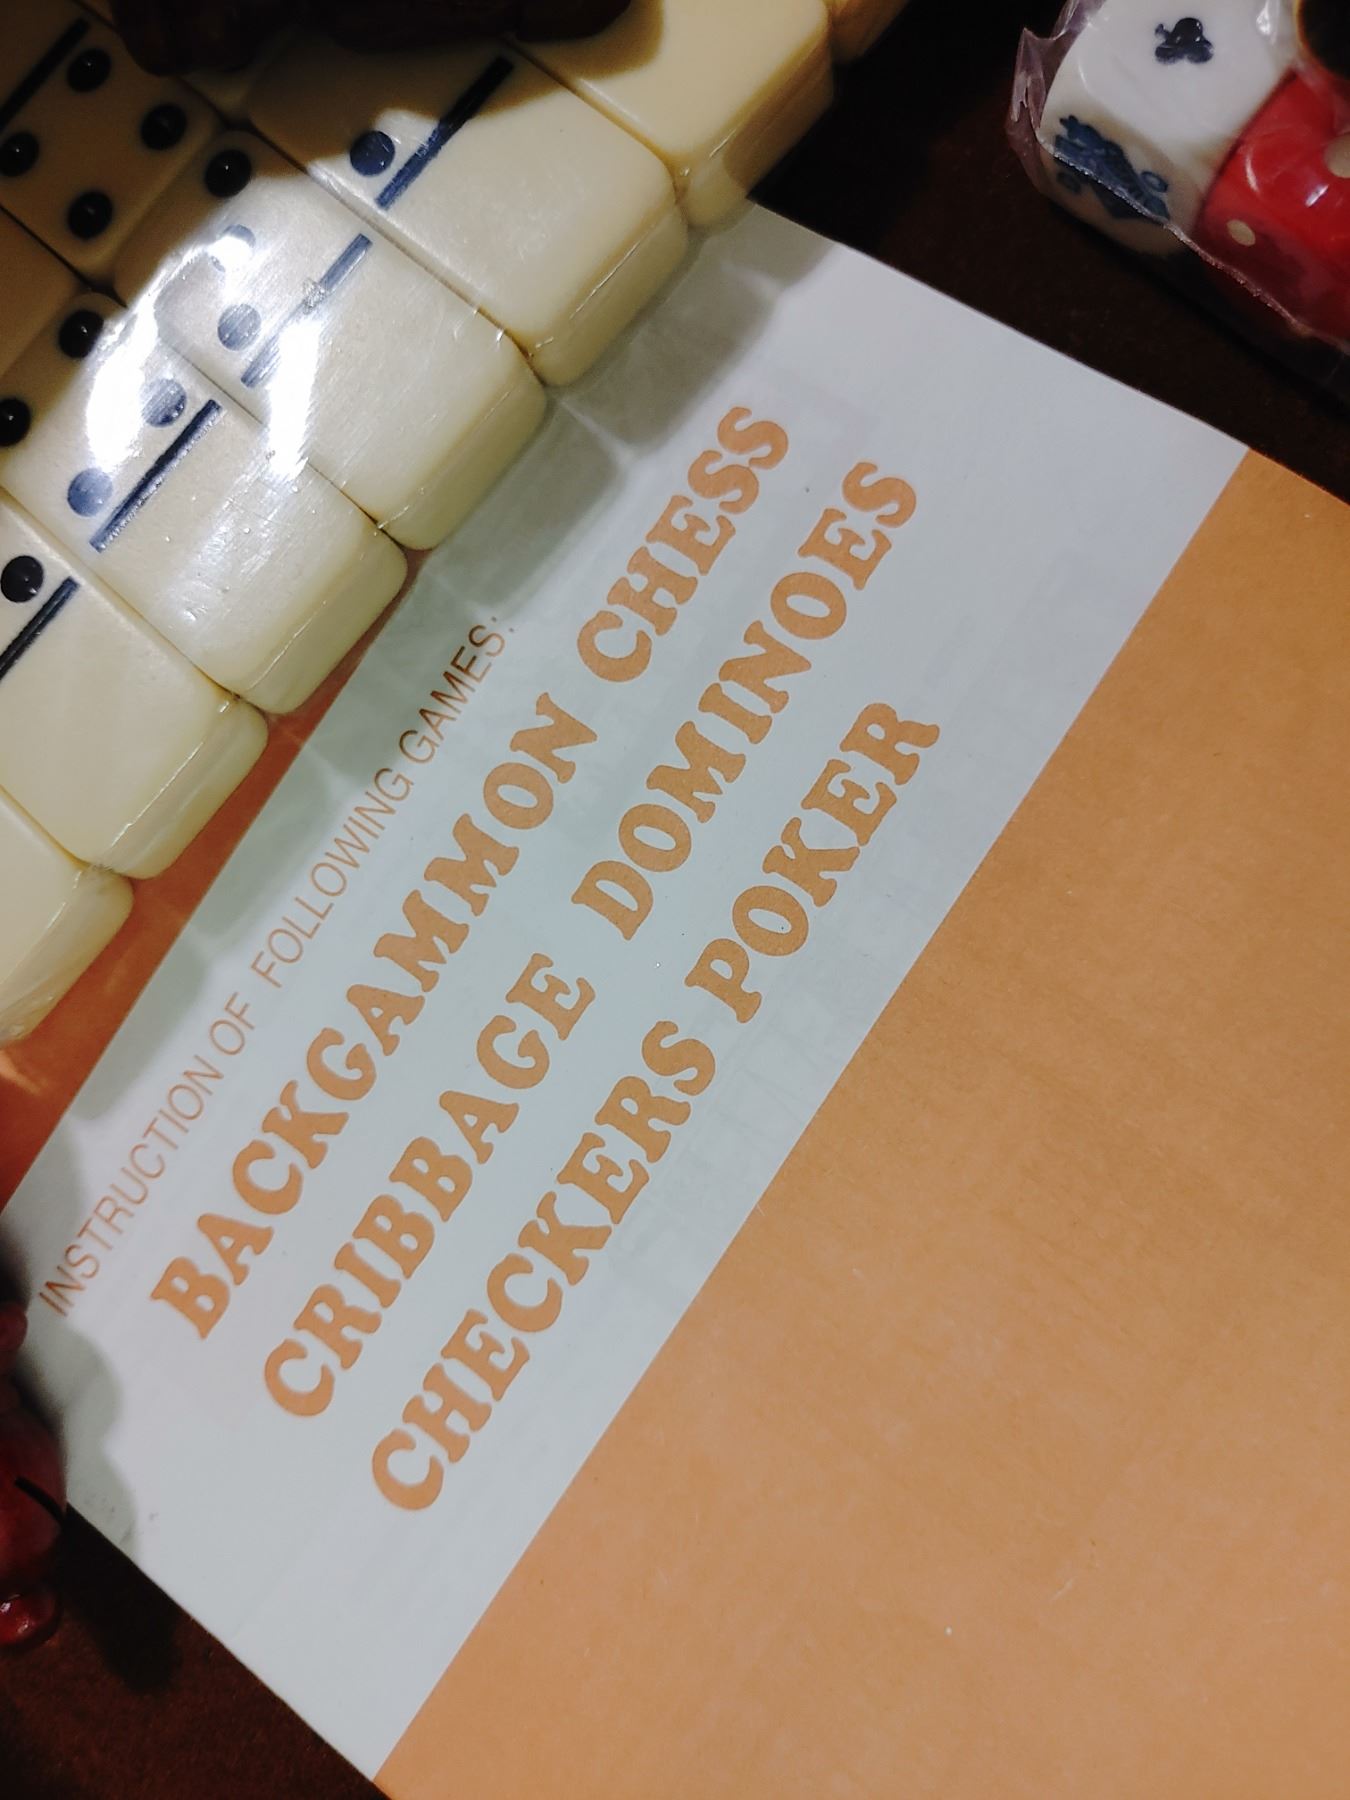 INSTRUCTION OF FOLLOWING GAMES:
BACKGAMMON CHESS
CRIBBAGE DOMINOES
CHECKERS POKER